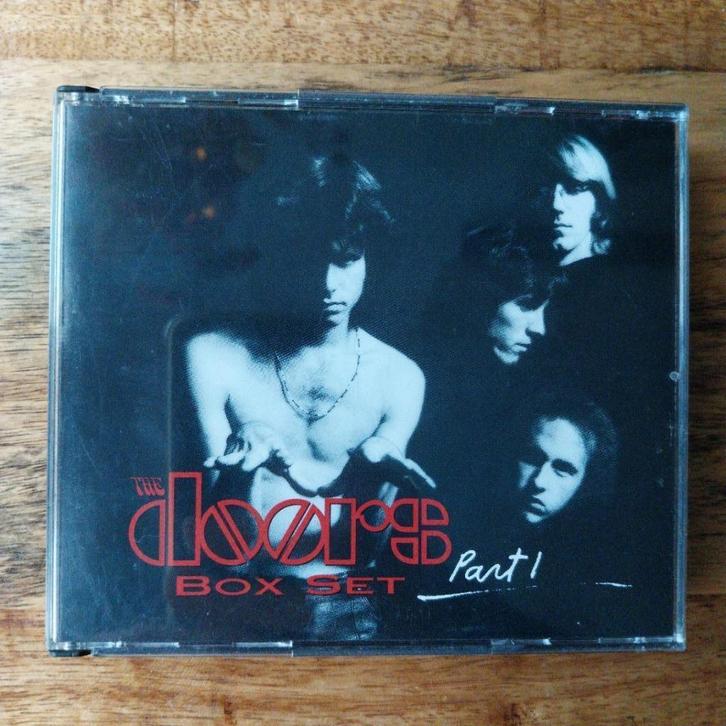 THE
doors
BOX SET
Part 1